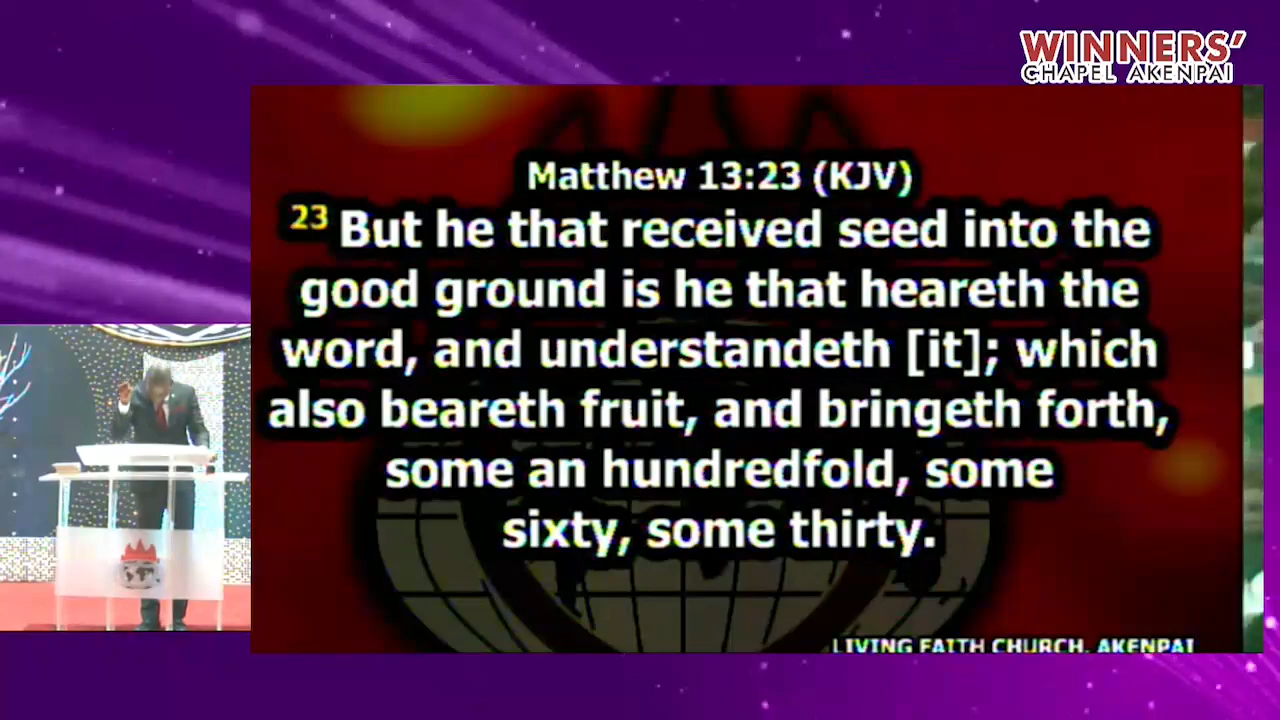 WINNERS'
CHAPEL AKENPAI
Matthew 13:23 (KJV)
23 But he that received seed into the
good ground is he that heareth the
word, and understandeth [it]; which
also beareth fruit, and bringeth forth,
some an hundredfold, some
sixty, some thirty.
LIVING FAITH CHURCH, AKENPAI